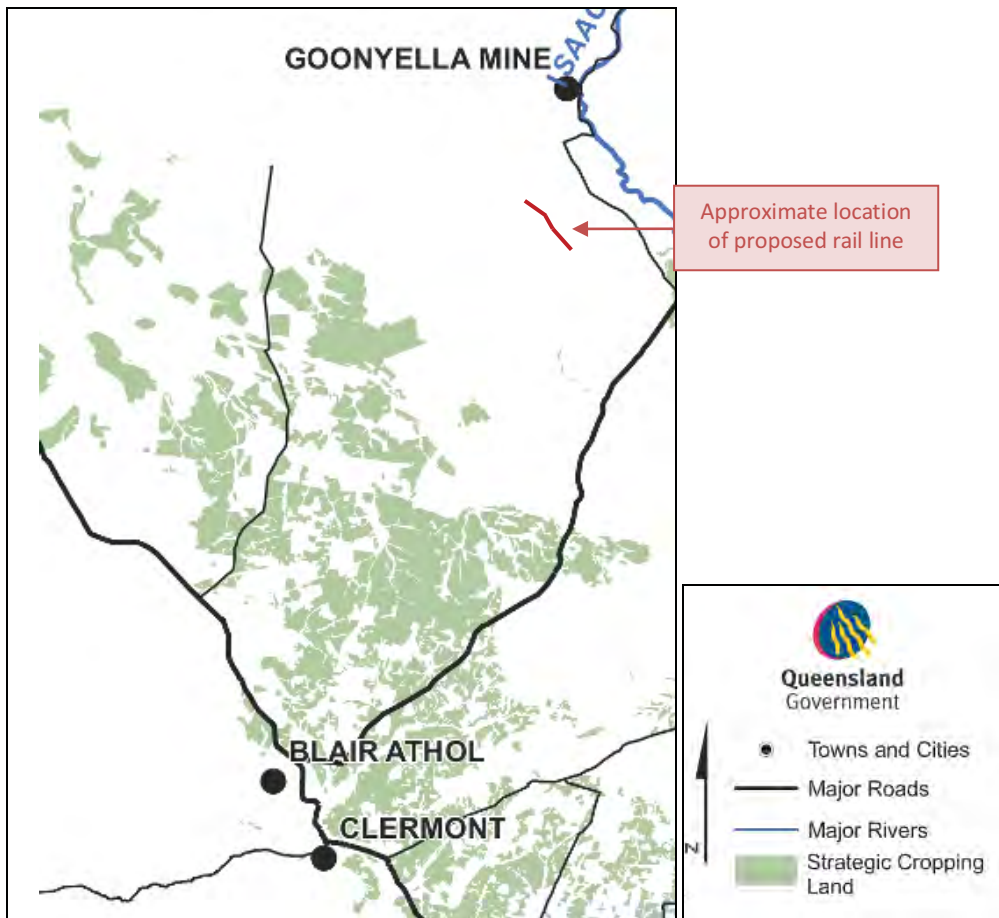 GOONYELLA MINE
ISAAC
Approximate location
of proposed rail line
BLAIR ATHOL
CLERMONT
Queensland
Government
Towns and Cities
Major Roads
Major Rivers
Strategic Cropping
Land
N